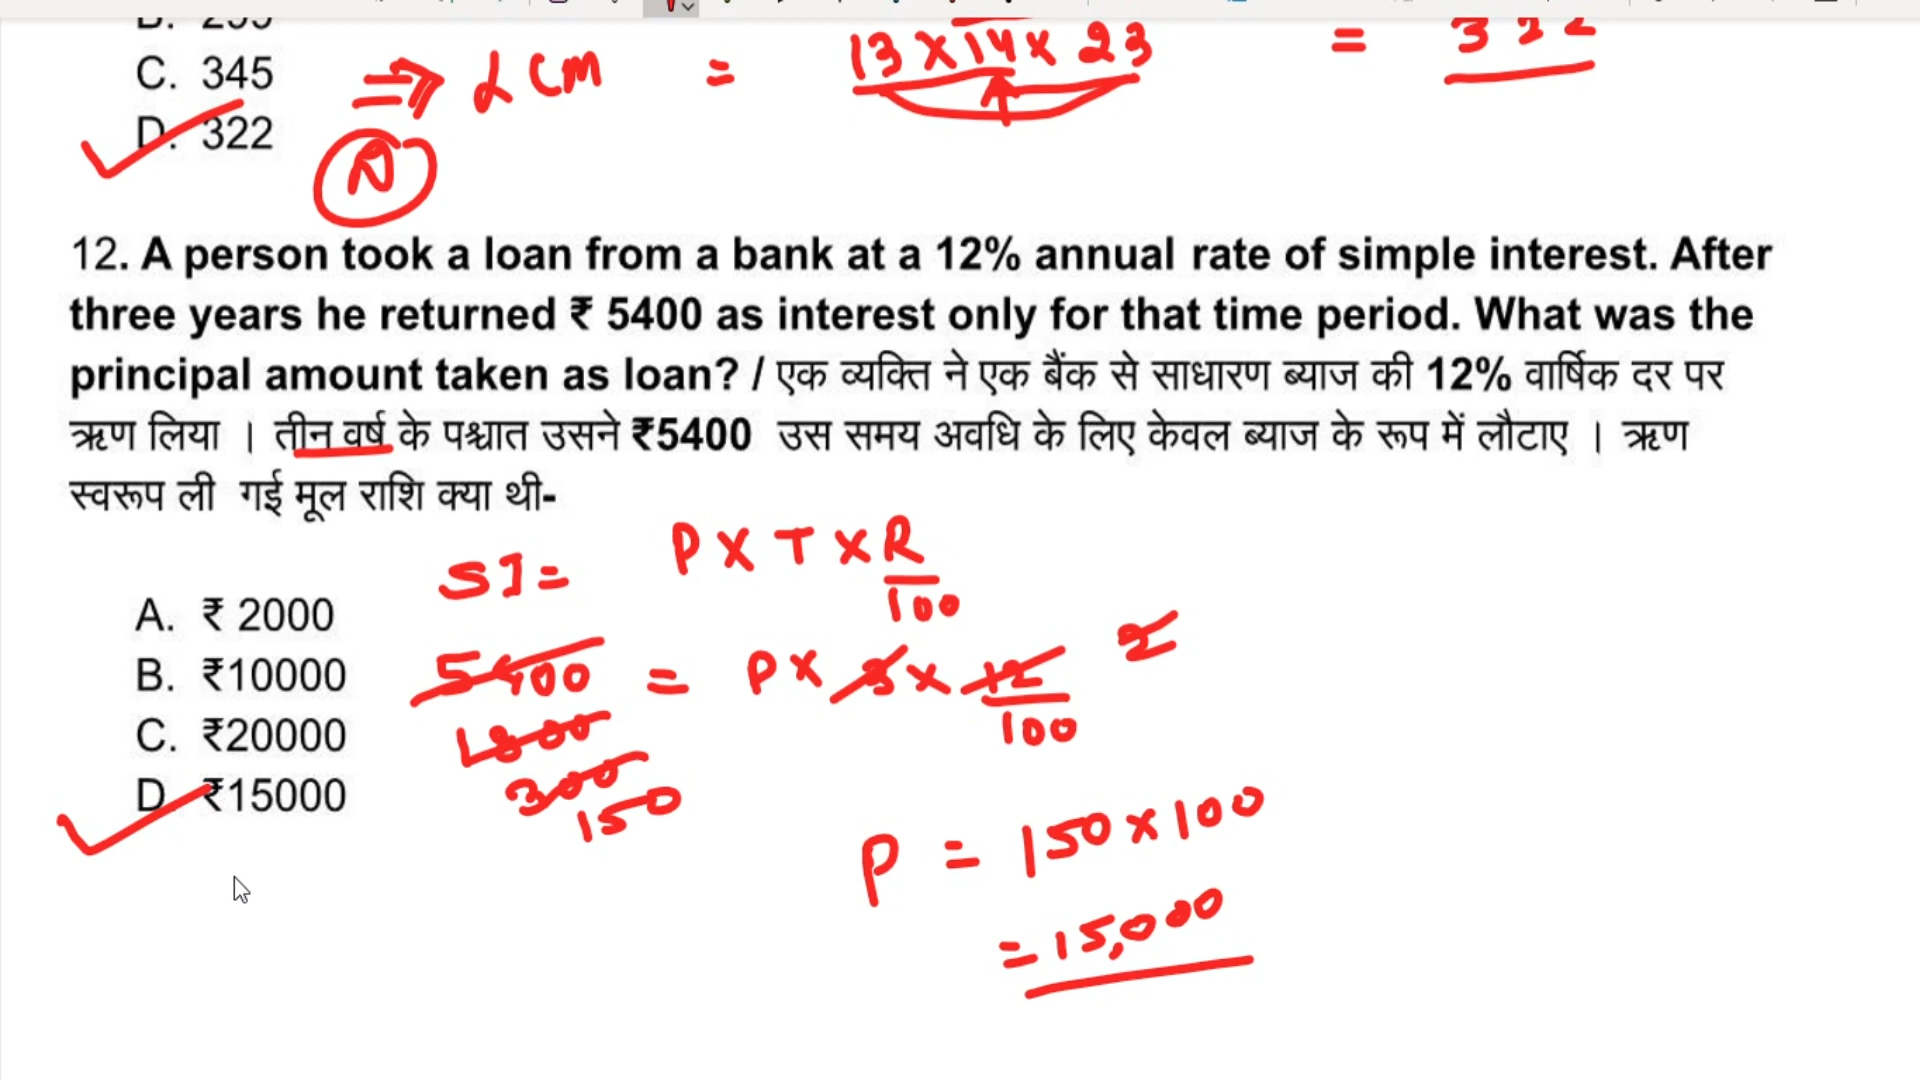 C. 345
⇒ LCM = 13 x 14 x 23 = 322
D. 322
12. A person took a loan from a bank at a 12% annual rate of simple interest. After
three years he returned ₹ 5400 as interest only for that time period. What was the
principal amount taken as loan? / एक व्यक्ति ने एक बैंक से साधारण ब्याज की 12% वार्षिक दर पर
ऋण लिया । तीन वर्ष के पश्चात उसने ₹5400 उस समय अवधि के लिए केवल ब्याज के रूप में लौटाए । ऋण
स्वरूप ली गई मूल राशि क्या थी-
SI = P x T x R
100
A. ₹ 2000
B. ₹10000
C. ₹20000
D. ₹15000
5400 = P x 3 x 12 2
100
1800
300
150
P = 150 x 100
= 15,000